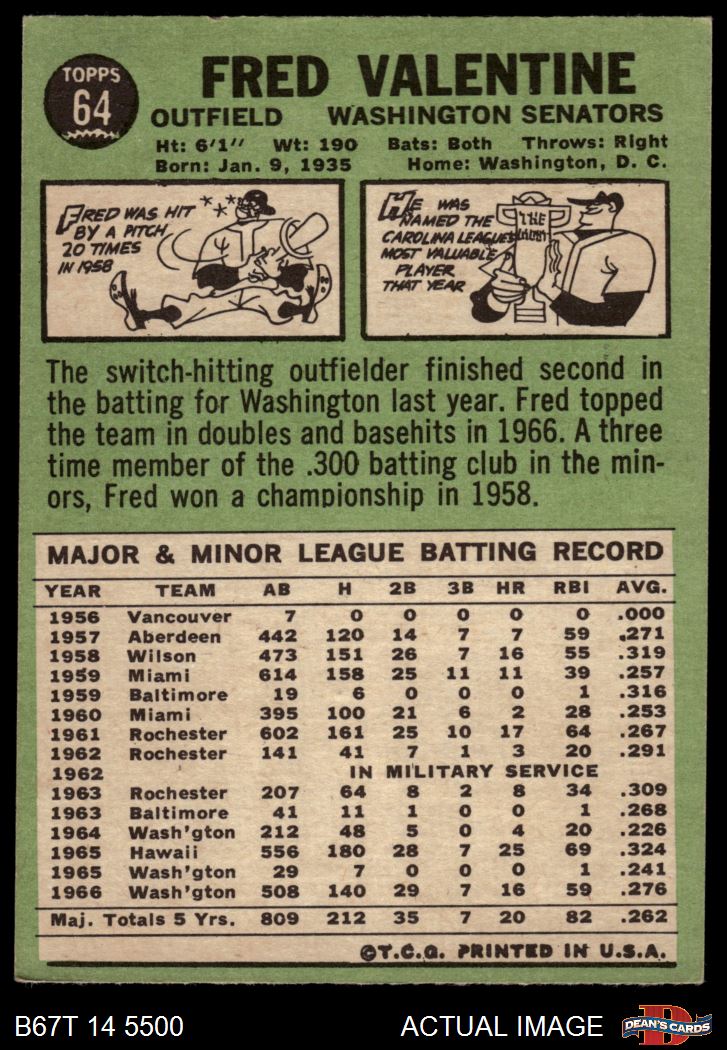 TOPPS
64
FRED VALENTINE
OUTFIELD WASHINGTON SENATORS
Ht: 6'1" Wt: 190 Bats: Both Throws: Right
Born: Jan. 9, 1935 Home: Washington, D. C.
FRED WAS HIT
BY A PITCH
20 TIMES
IN 1958
HE WAS
NAMED THE
CAROLINA LEAGUE'S
MOST VALUABLE
PLAYER
THAT YEAR
THE
The switch-hitting outfielder finished second in
the batting for Washington last year. Fred topped
the team in doubles and basehits in 1966. A three
time member of the .300 batting club in the min-
ors, Fred won a championship in 1958.
MAJOR & MINOR LEAGUE BATTING RECORD
YEAR TEAM AB H 2B 3B HR RBI AVG.
1956 Vancouver 7 0 0 0 0 0 .000
1957 Aberdeen 442 120 14 7 7 59 .271
1958 Wilson 473 151 26 7 16 55 .319
1959 Miami 614 158 25 11 11 39 .257
1959 Baltimore 19 6 0 0 0 1 .316
1960 Miami 395 100 21 6 2 28 .253
1961 Rochester 602 161 25 10 17 64 .267
1962 Rochester 141 41 7 1 3 20 .291
1962 IN MILITARY SERVICE
1963 Rochester 207 64 8 2 8 34 .309
1963 Baltimore 41 11 1 0 0 1 .268
1964 Wash'gton 212 48 5 0 4 20 .226
1965 Hawaii 556 180 28 7 25 69 .324
1965 Wash'gton 29 7 0 0 0 1 .241
1966 Wash'gton 508 140 29 7 16 59 .276
Maj. Totals 5 Yrs. 809 212 35 7 20 82 .262
©T.C.G. PRINTED IN U.S.A.
B67T 14 5500 ACTUAL IMAGE
DEAN'S CARDS